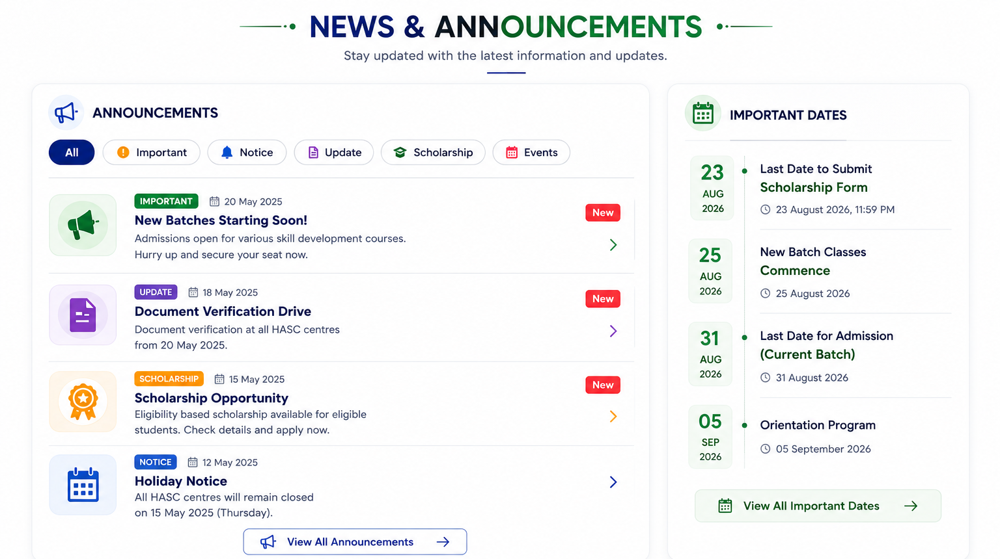 NEWS & ANNOUNCEMENTS
Stay updated with the latest information and updates.
ANNOUNCEMENTS
All
Important
Notice
Update
Scholarship
Events
IMPORTANT
20 May 2025
New Batches Starting Soon!
Admissions open for various skill development courses.
Hurry up and secure your seat now.
New
UPDATE
18 May 2025
Document Verification Drive
Document verification at all HASC centres
from 20 May 2025.
New
SCHOLARSHIP
15 May 2025
Scholarship Opportunity
Eligibility based scholarship available for eligible
students. Check details and apply now.
New
NOTICE
12 May 2025
Holiday Notice
All HASC centres will remain closed
on 15 May 2025 (Thursday).
View All Announcements
IMPORTANT DATES
23
AUG
2026
Last Date to Submit
Scholarship Form
23 August 2026, 11:59 PM
25
AUG
2026
New Batch Classes
Commence
25 August 2026
31
AUG
2026
Last Date for Admission
(Current Batch)
31 August 2026
05
SEP
2026
Orientation Program
05 September 2026
View All Important Dates